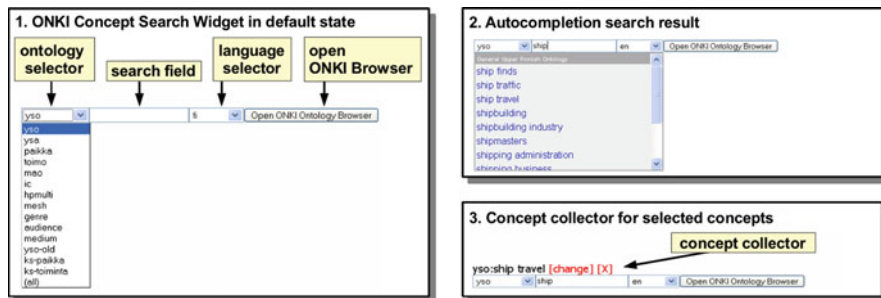 1. ONKI Concept Search Widget in default state
ontology selector
search field
language selector
open ONKI Browser
yso
fi
Open ONKI Ontology Browser
yso
ysa
paikka
toimo
mao
ic
hpmulti
mesh
genre
audience
medium
yso-old
ks-paikka
ks-toiminta
(all)
2. Autocompletion search result
yso ship en Open ONKI Ontology Browser
General Upper Finnish Ontology
ship finds
ship traffic
ship travel
shipbuilding
shipbuilding industry
shipmasters
shipping administration
shipping business
3. Concept collector for selected concepts
concept collector
yso:ship travel [change] [X]
yso ship en Open ONKI Ontology Browser